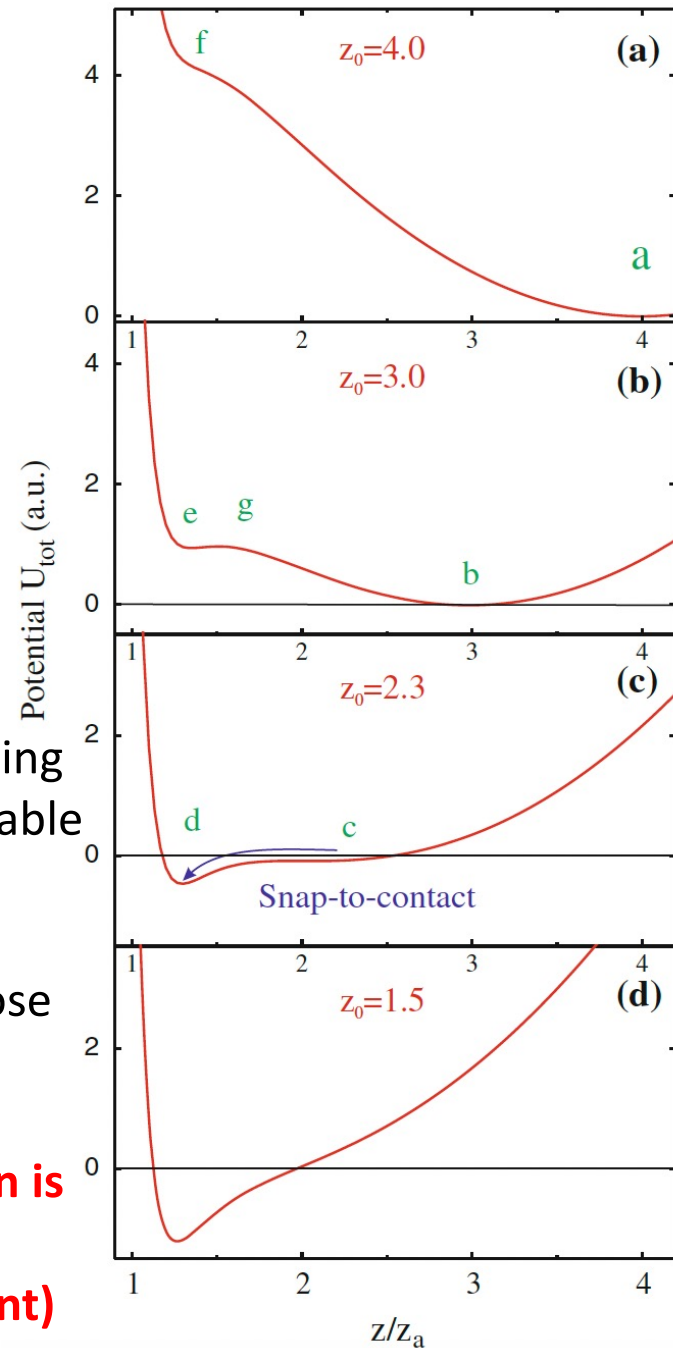 f
z₀=4.0
(a)
4
2
a
0
1
2
3
4
z₀=3.0
(b)
4
2
e
g
b
0
1
2
3
4
z₀=2.3
(c)
2
d
c
0
Snap-to-contact
1
2
3
4
z₀=1.5
(d)
2
0
1
2
3
4
z/zₐ
Potential Uₜₒₜ (a.u.)
ing
able
ose
n is
nt)